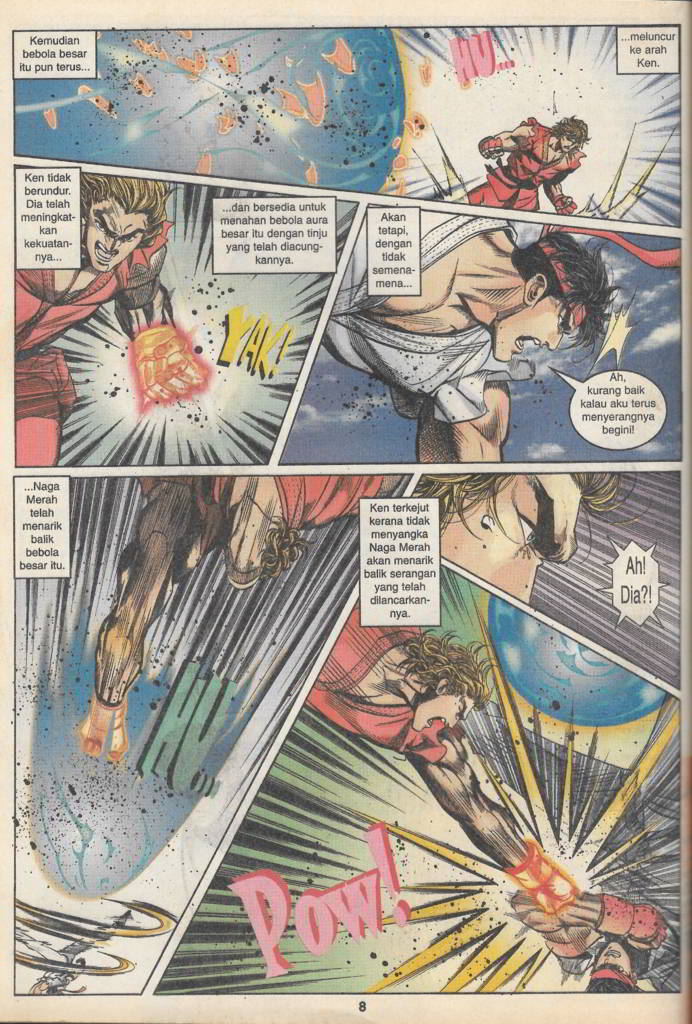 Kemudian
bebola besar
itu pun terus...
HU...
...meluncur
ke arah
Ken.
Ken tidak
berundur.
Dia telah
meningkat-
kan
kekuatan-
nya...
...dan bersedia untuk
menahan bebola aura
besar itu dengan tinju
yang telah diacung-
kannya.
YAK!
Akan
tetapi,
dengan
tidak
semena-
mena...
Ah,
kurang baik
kalau aku terus
menyerangnya
begini!
...Naga
Merah
telah
menarik
balik
bebola
besar itu.
Ken terkejut
kerana tidak
menyangka
Naga Merah
akan menarik
balik serangan
yang telah
dilancarkan-
nya.
Ah!
Dia?!
POW!
8